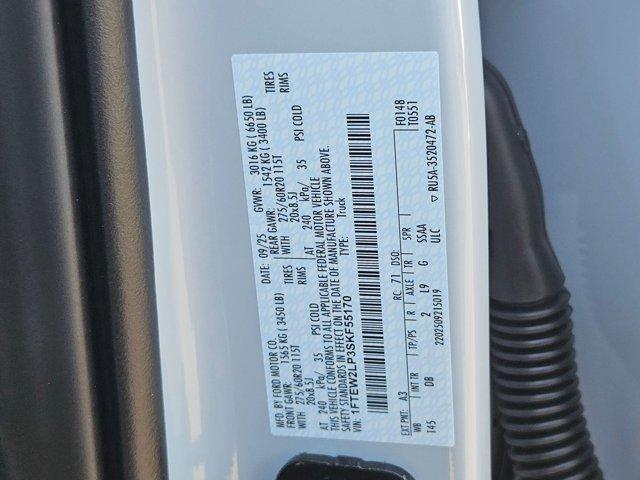 MFD. BY FORD MOTOR CO.
DATE: 09/25 GVWR: 3016 KG ( 6650 LB)
FRONT GAWR: 1565 KG ( 3450 LB) REAR GAWR: 1542 KG ( 3400 LB)
275/60R20 115T TIRES WITH 275/60R20 115T TIRES
20x8.5J RIMS 20x8.5J RIMS
AT 240 kPa/ 35 PSI COLD AT 240 kPa/ 35 PSI COLD
THIS VEHICLE CONFORMS TO ALL APPLICABLE FEDERAL MOTOR VEHICLE
SAFETY STANDARDS IN EFFECT ON THE DATE OF MANUFACTURE SHOWN ABOVE.
VIN: 1FTEW2LP3SKF55170 TYPE: Truck
F0148
T0551
EXT PNT: A3 RC: 71 DSO:
WB INT TR TP/PS R AXLE TR SPR
145 DB 2 L9 G SSAA
ULC
2202509215019 ▽ RU5A-3520472-AB